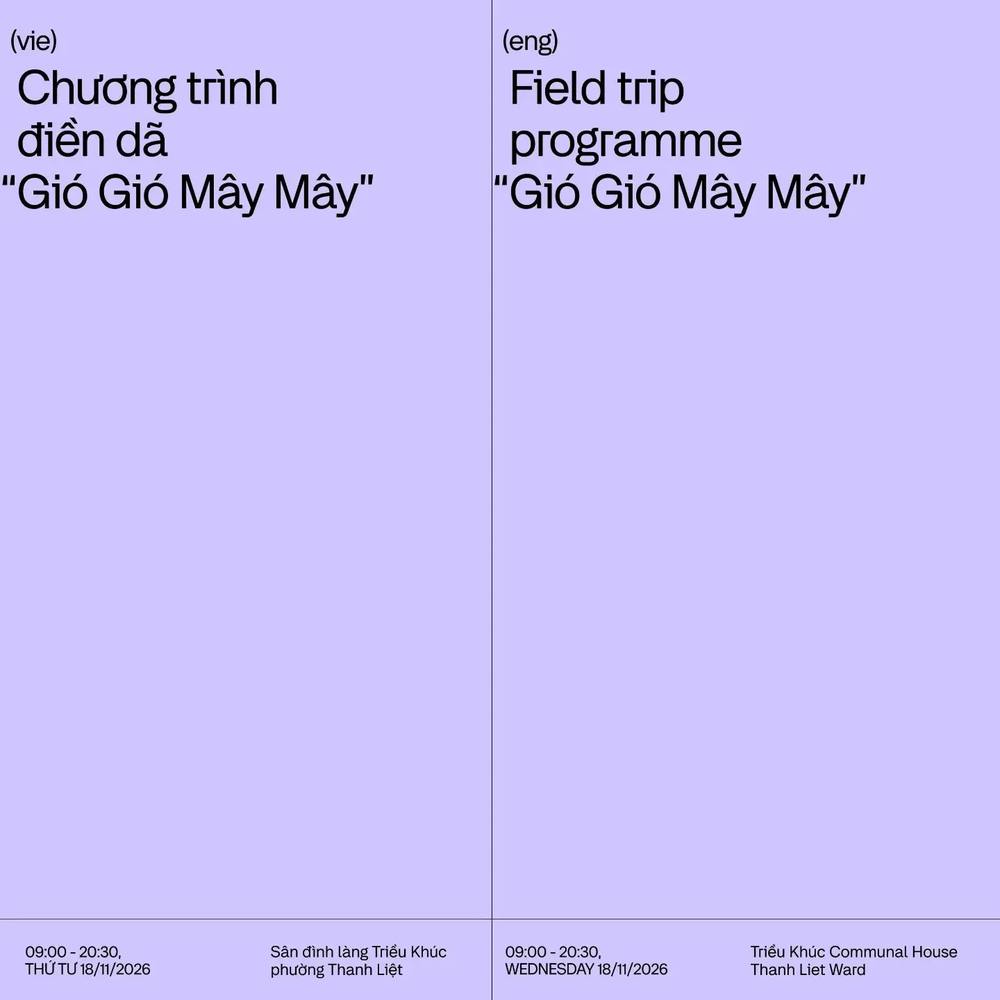 (vie)
Chương trình
điền dã
“Gió Gió Mây Mây”
09:00 - 20:30,
THỨ TƯ 18/11/2026
Sân đình làng Triều Khúc
phường Thanh Liệt
(eng)
Field trip
programme
“Gió Gió Mây Mây”
09:00 - 20:30,
WEDNESDAY 18/11/2026
Triều Khúc Communal House
Thanh Liet Ward